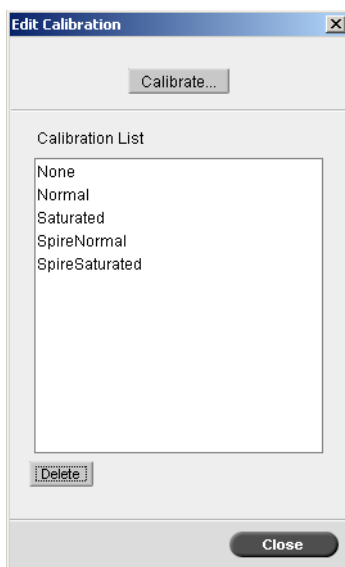 Edit Calibration
Calibrate...
Calibration List
None
Normal
Saturated
SpireNormal
SpireSaturated
Delete
Close